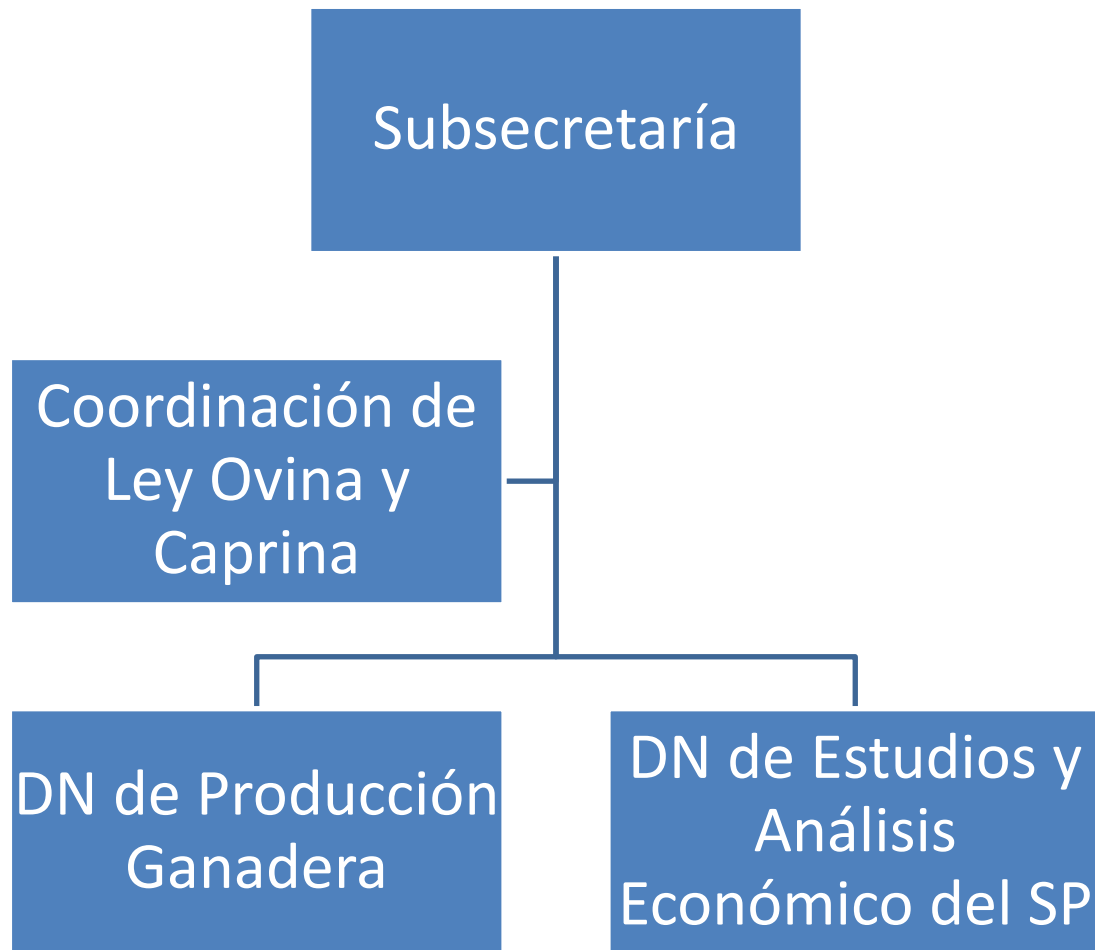 Subsecretaría
Coordinación de
Ley Ovina y
Caprina
DN de Producción
Ganadera
DN de Estudios y
Análisis
Económico del SP